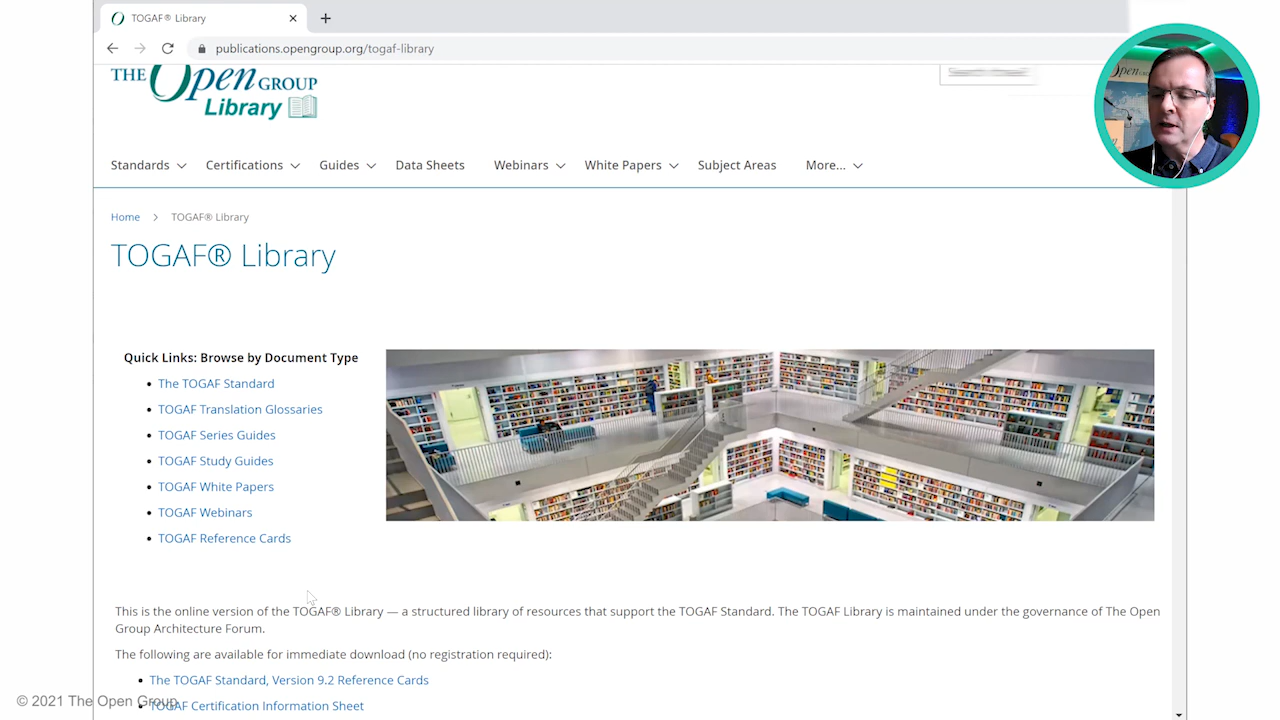 TOGAF® Library
publications.opengroup.org/togaf-library
THE Open GROUP
Library
Standards Certifications Guides Data Sheets Webinars White Papers Subject Areas More...
Home > TOGAF® Library
TOGAF® Library
Quick Links: Browse by Document Type
The TOGAF Standard
TOGAF Translation Glossaries
TOGAF Series Guides
TOGAF Study Guides
TOGAF White Papers
TOGAF Webinars
TOGAF Reference Cards
This is the online version of the TOGAF® Library — a structured library of resources that support the TOGAF Standard. The TOGAF Library is maintained under the governance of The Open
Group Architecture Forum.
The following are available for immediate download (no registration required):
The TOGAF Standard, Version 9.2 Reference Cards
TOGAF Certification Information Sheet
© 2021 The Open Group